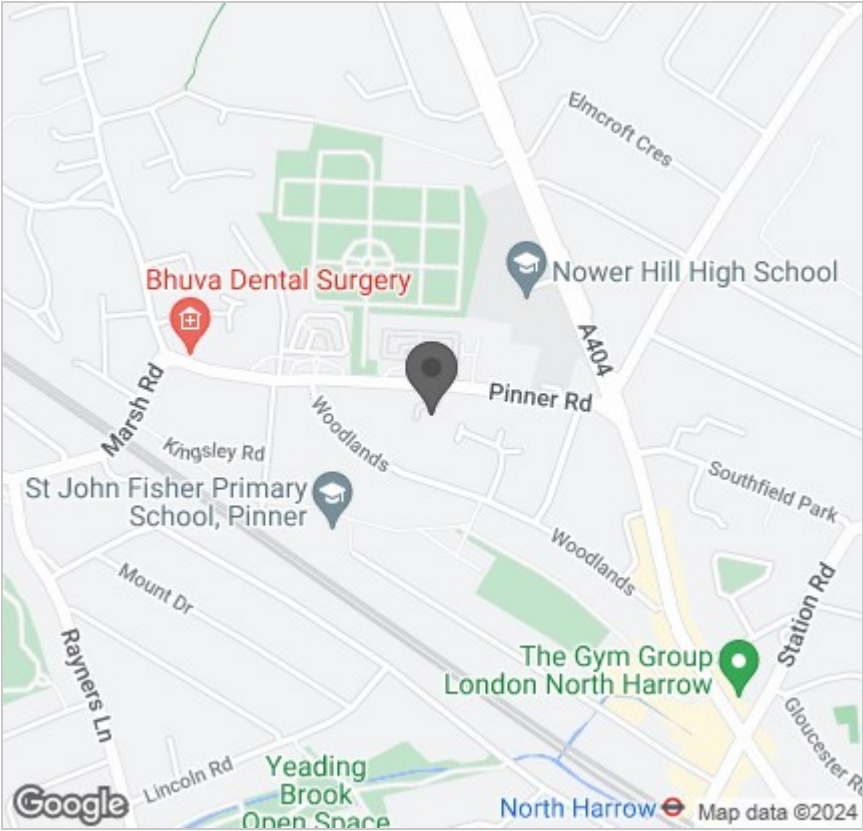 Elmcroft Cres
Nower Hill High School
Bhuva Dental Surgery
A404
Marsh Rd
Pinner Rd
Woodlands
Kingsley Rd
St John Fisher Primary
School, Pinner
Southfield Park
Woodlands
Mount Dr
Station Rd
Rayners Ln
The Gym Group
London North Harrow
Gloucester R
Lincoln Rd
Yeading
Brook
Open Space
Google
North Harrow
Map data ©2024